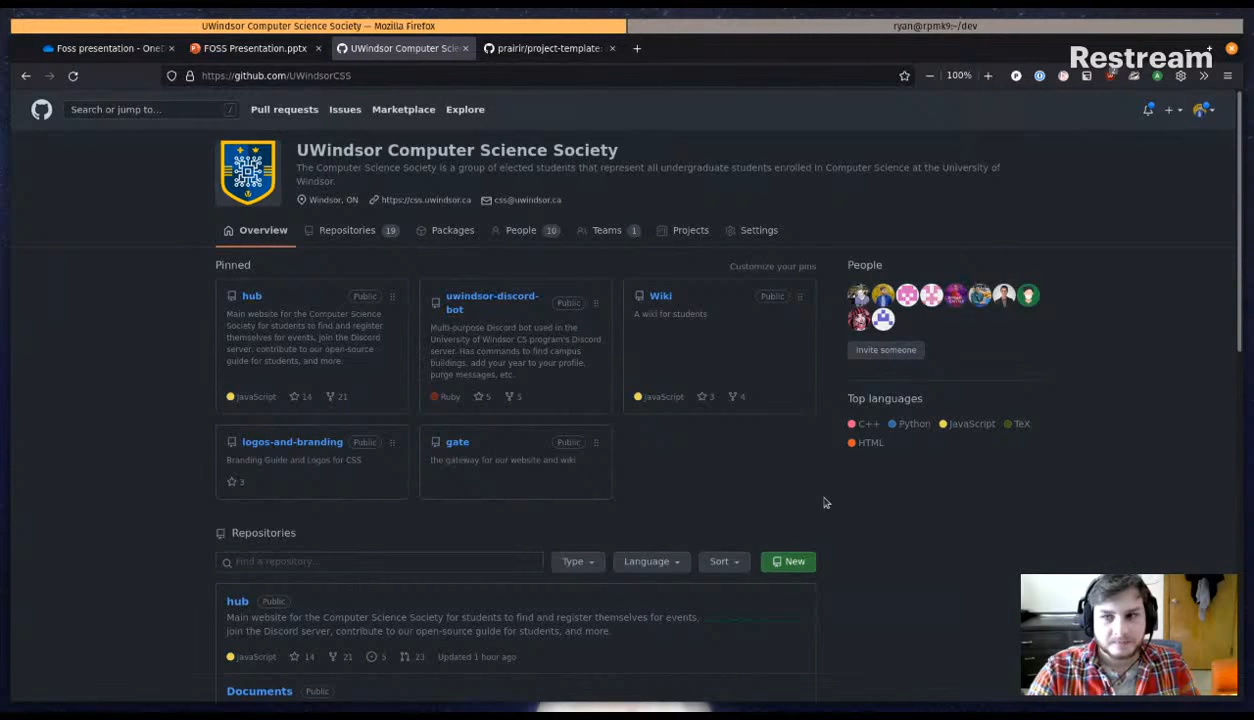 UWindsor Computer Science Society — Mozilla Firefox
ryan@rpmk9:~/dev
Foss presentation - OneD
FOSS Presentation.pptx
UWindsor Computer Scie
prairir/project-template
Restream
https://github.com/UWindsorCSS
100%
Search or jump to...
/
Pull requests
Issues
Marketplace
Explore
UWindsor Computer Science Society
The Computer Science Society is a group of elected students that represent all undergraduate students enrolled in Computer Science at the University of
Windsor.
Windsor, ON
https://css.uwindsor.ca
css@uwindsor.ca
Overview
Repositories 19
Packages
People 10
Teams 1
Projects
Settings
Pinned
Customize your pins
hub
Public
Main website for the Computer Science
Society for students to find and register
themselves for events, join the Discord
server, contribute to our open-source
guide for students, and more.
JavaScript 14 21
uwindsor-discord-
bot
Public
Multi-purpose Discord bot used in the
University of Windsor CS program's Discord
server. Has commands to find campus
buildings, add your year to your profile,
purge messages, etc.
Ruby 5 5
Wiki
Public
A wiki for students
JavaScript 3 4
logos-and-branding
Public
Branding Guide and Logos for CSS
3
gate
Public
the gateway for our website and wiki
People
Invite someone
Top languages
C++ Python JavaScript TeX
HTML
Repositories
Find a repository...
Type
Language
Sort
New
hub Public
Main website for the Computer Science Society for students to find and register themselves for events,
join the Discord server, contribute to our open-source guide for students, and more.
JavaScript 14 21 5 23 Updated 1 hour ago
Documents Public